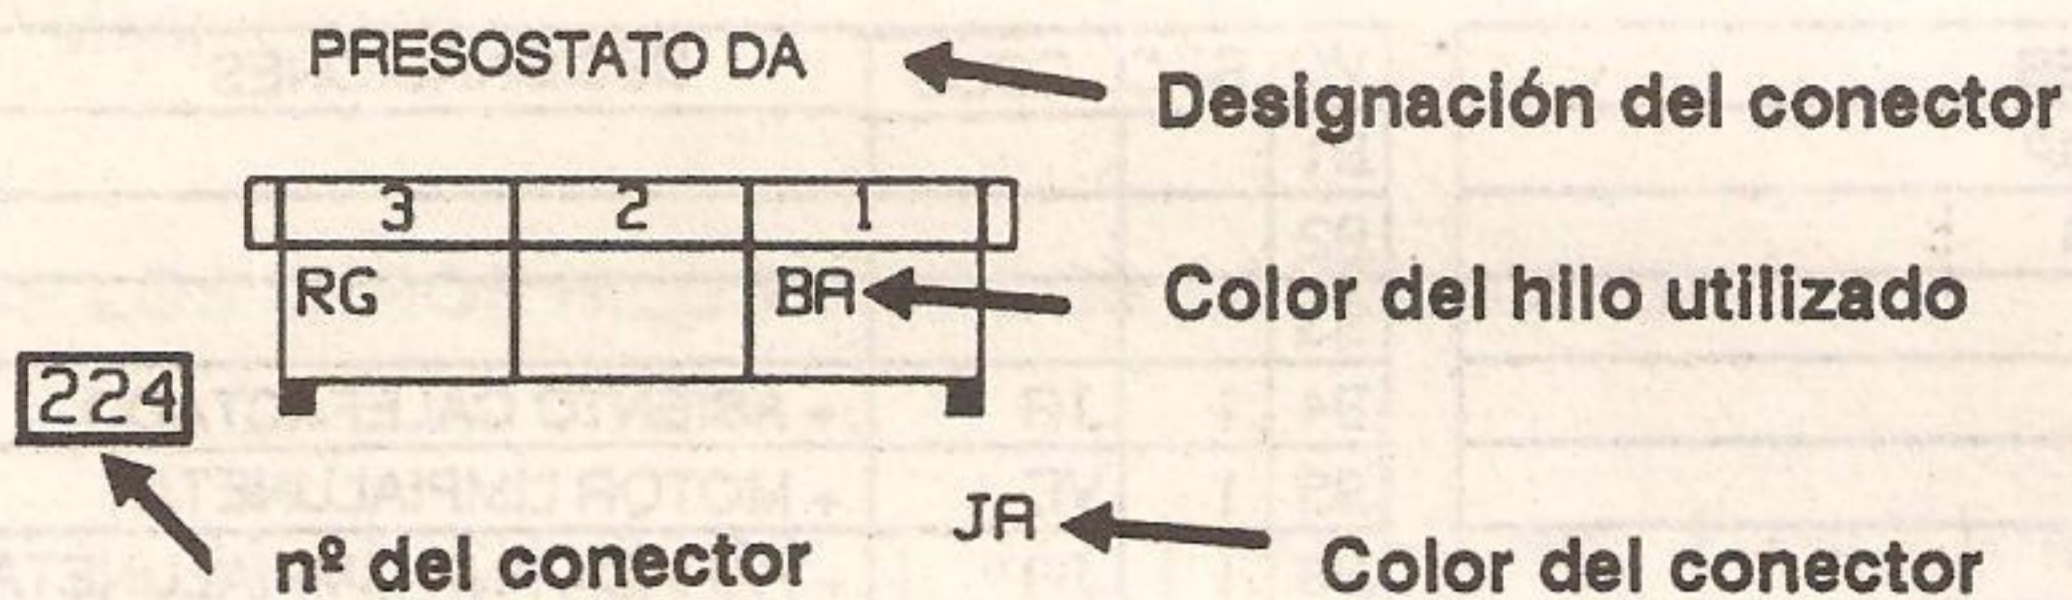 PRESOSTATO DA
Designación del conector
3 2 1
RG BA
Color del hilo utilizado
224
JA
nº del conector
Color del conector